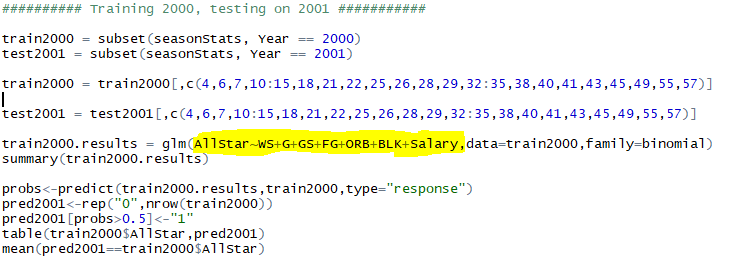 ########## Training 2000, testing on 2001 ###########
train2000 = subset(seasonStats, Year == 2000)
test2001 = subset(seasonStats, Year == 2001)
train2000 = train2000[,c(4,6,7,10:15,18,21,22,25,26,28,29,32:35,38,40,41,43,45,49,55,57)]
test2001 = test2001[,c(4,6,7,10:15,18,21,22,25,26,28,29,32:35,38,40,41,43,45,49,55,57)]
train2000.results = glm(AllStar~WS+G+GS+FG+ORB+BLK+Salary,data=train2000,family=binomial)
summary(train2000.results)
probs<-predict(train2000.results,train2000,type="response")
pred2001<-rep("0",nrow(train2000))
pred2001[probs>0.5]<-"1"
table(train2000$AllStar,pred2001)
mean(pred2001==train2000$AllStar)